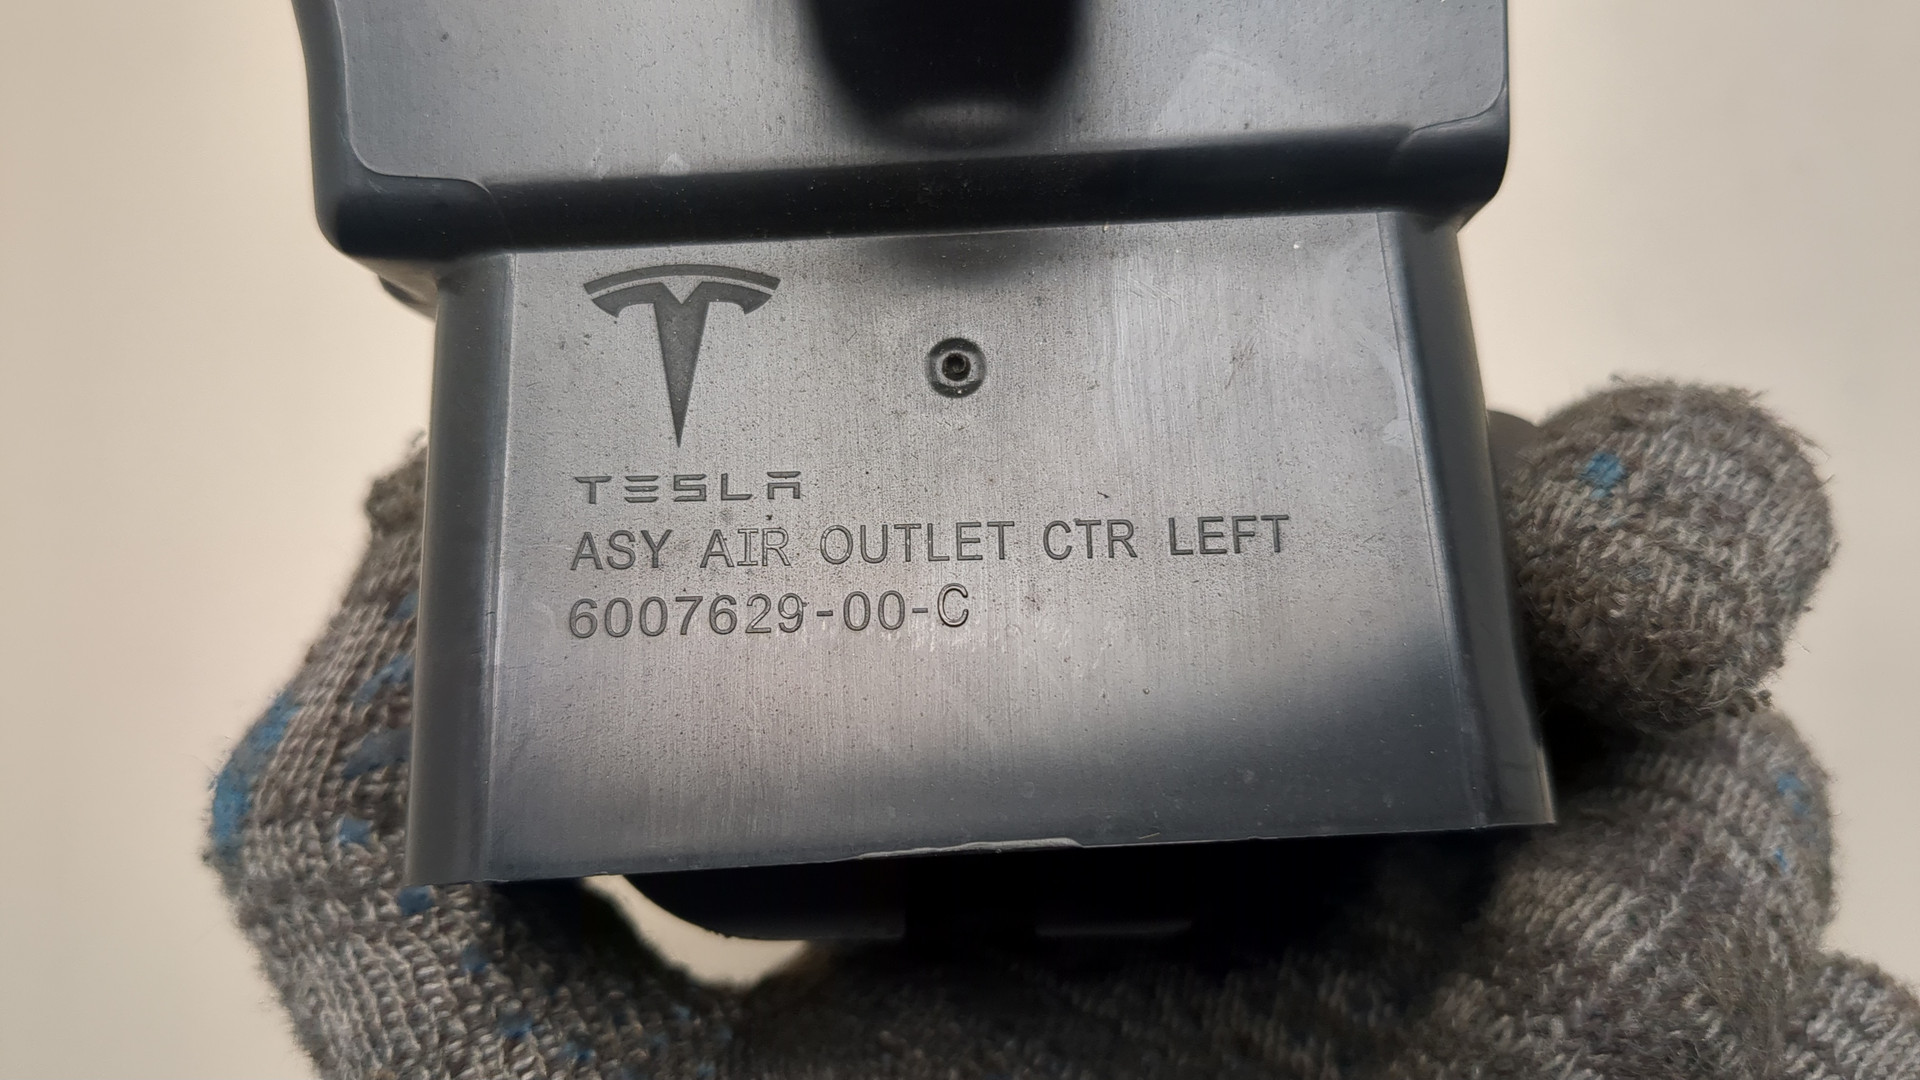 TESLA
ASY AIR OUTLET CTR LEFT
6007629-00-C